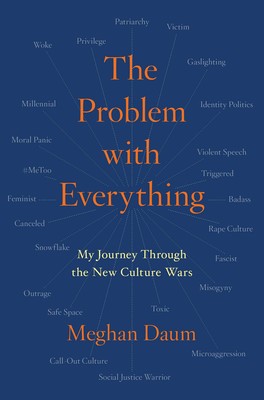 Patriarchy
Victim
Woke
Privilege
Gaslighting
The
Problem
with
Everything
Millennial
Identity Politics
Moral Panic
Violent Speech
#MeToo
Triggered
Feminist
Badass
Canceled
Rape Culture
Snowflake
Fascist
My Journey Through
the New Culture Wars
Misogyny
Outrage
Toxic
Safe Space
Meghan Daum
Microaggression
Call-Out Culture
Social Justice Warrior